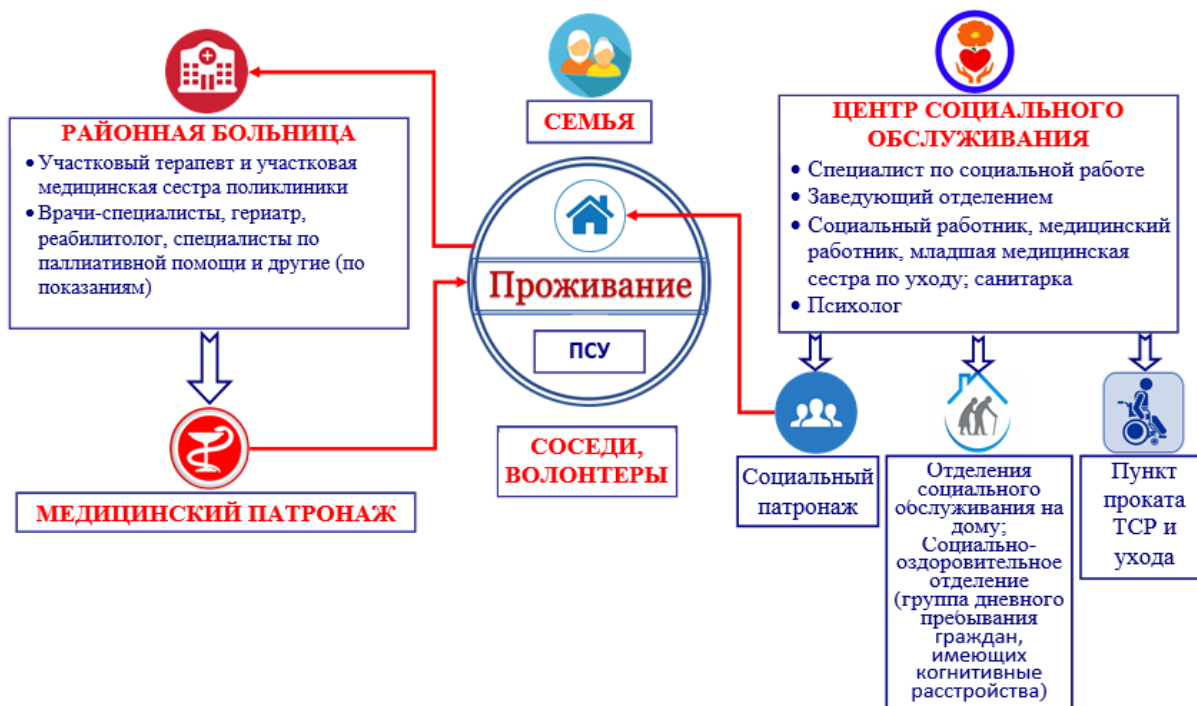 РАЙОННАЯ БОЛЬНИЦА
• Участковый терапевт и участковая
медицинская сестра поликлиники
• Врачи-специалисты, гериатр,
реабилитолог, специалисты по
паллиативной помощи и другие (по
показаниям)
МЕДИЦИНСКИЙ ПАТРОНАЖ
СЕМЬЯ
Проживание
ПСУ
СОСЕДИ,
ВОЛОНТЕРЫ
ЦЕНТР СОЦИАЛЬНОГО
ОБСЛУЖИВАНИЯ
• Специалист по социальной работе
• Заведующий отделением
• Социальный работник, медицинский
работник, младшая медицинская
сестра по уходу; санитарка
• Психолог
Социальный
патронаж
Отделения
социального
обслуживания на
дому;
Социально-
оздоровительное
отделение
(группа дневного
пребывания
граждан,
имеющих
когнитивные
расстройства)
Пункт
проката
ТСР и
ухода